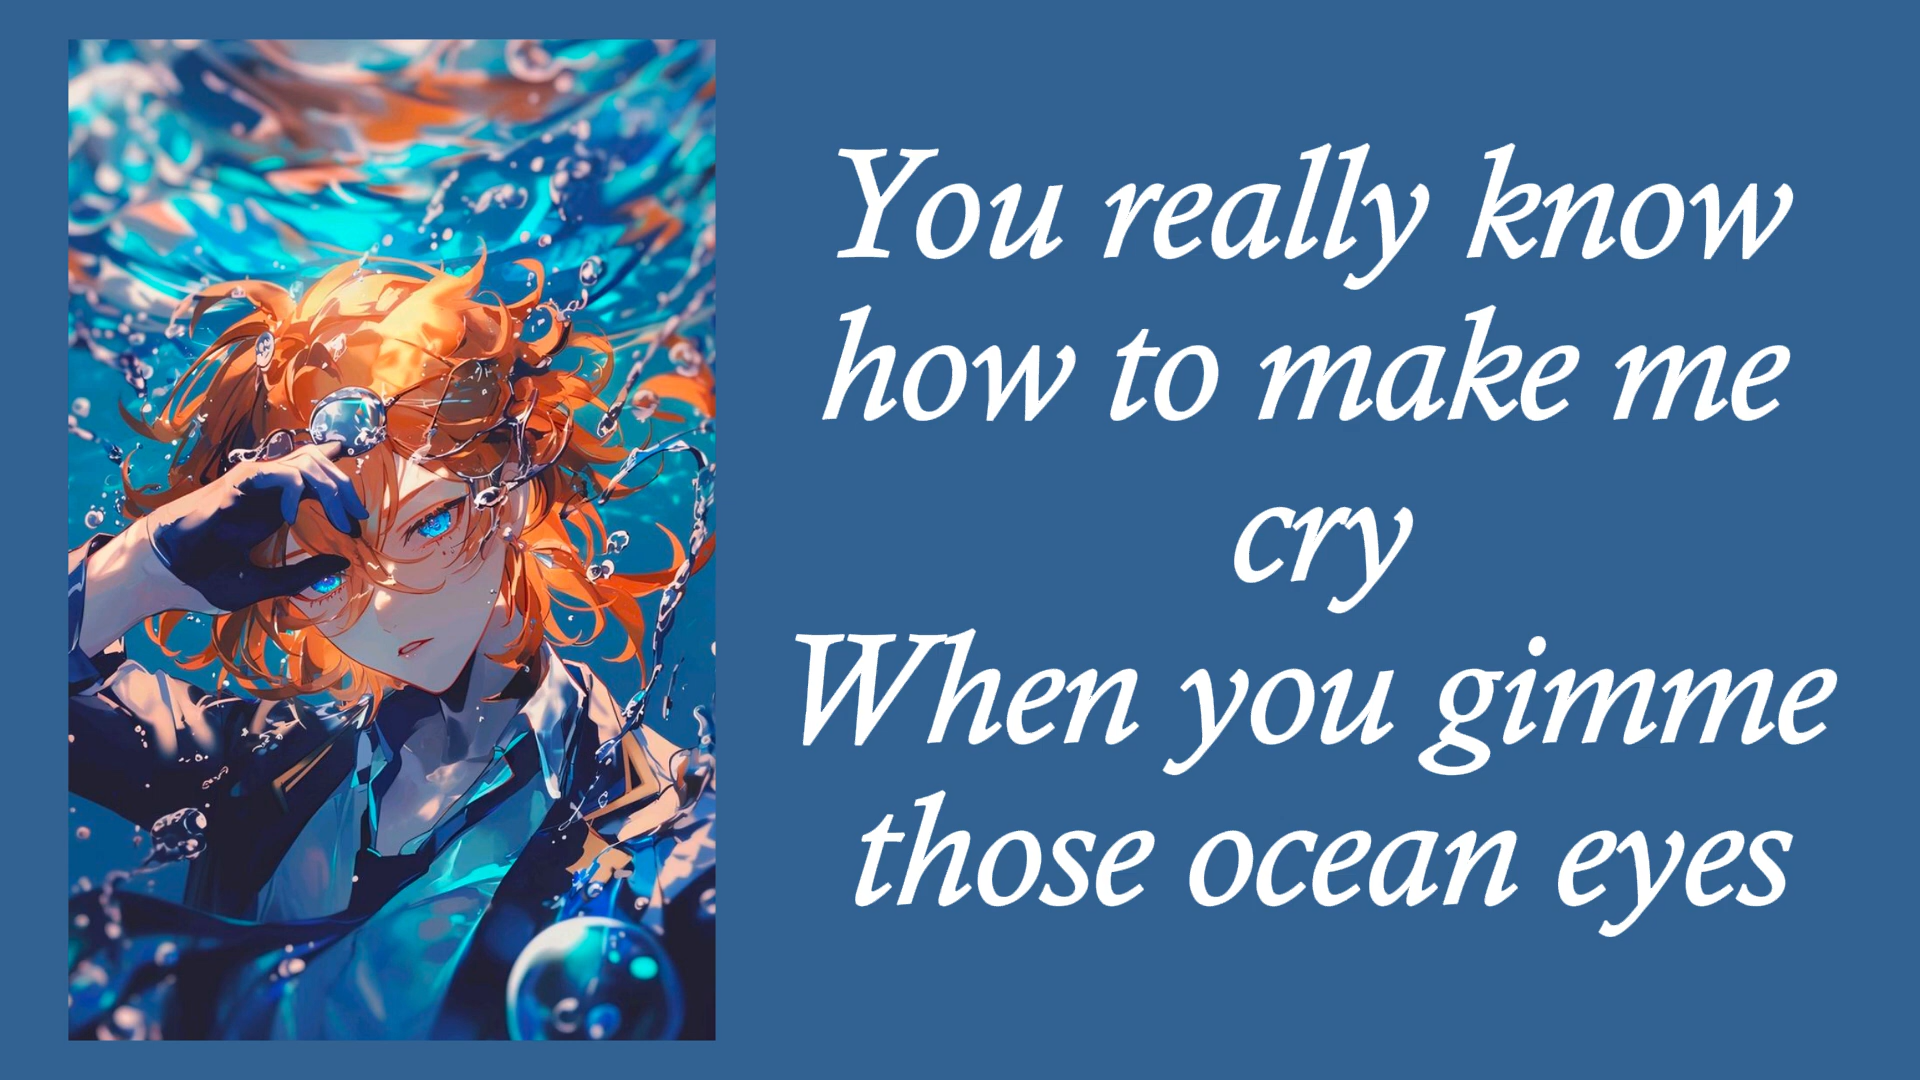 You really know
how to make me
cry
When you gimme
those ocean eyes